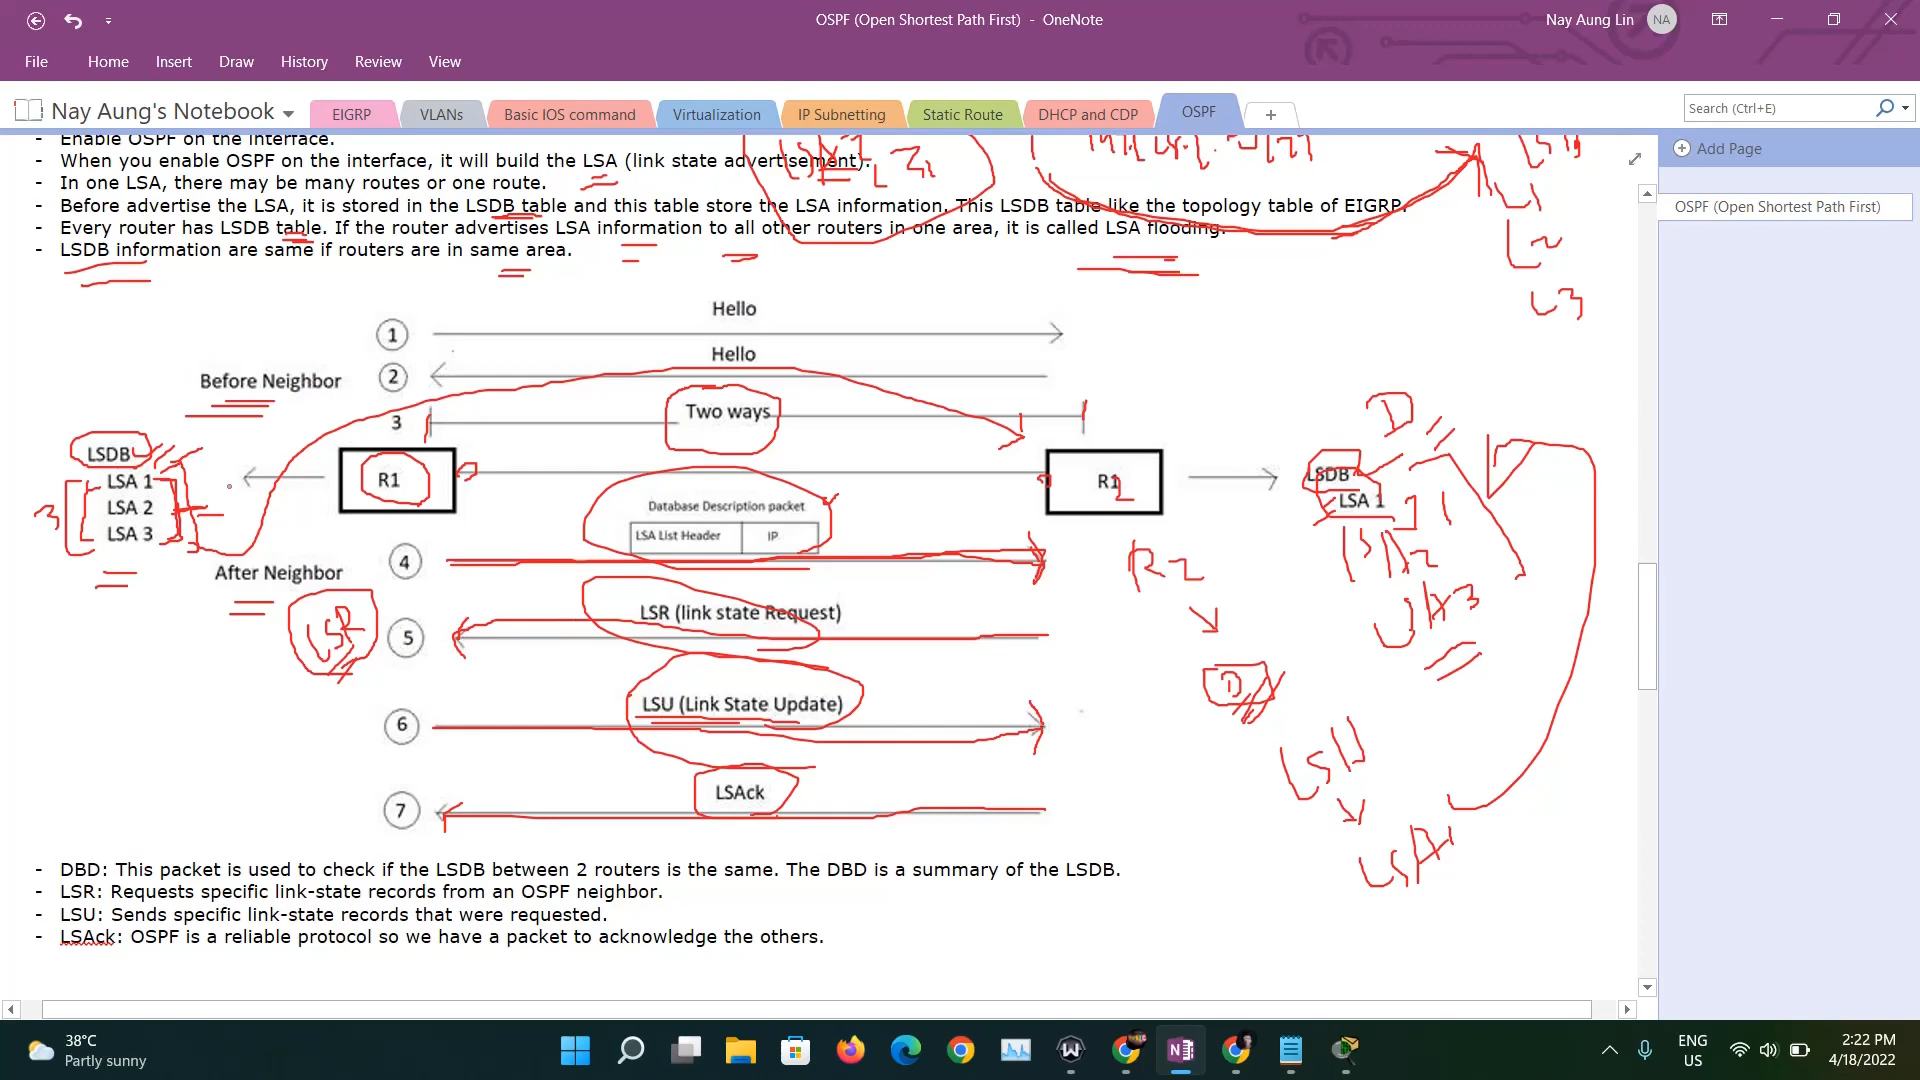 OSPF (Open Shortest Path First) - OneNote
Nay Aung Lin NA
File Home Insert Draw History Review View
Nay Aung's Notebook EIGRP VLANs Basic IOS command Virtualization IP Subnetting Static Route DHCP and CDP OSPF +
Search (Ctrl+E)
Add Page
OSPF (Open Shortest Path First)
- Enable OSPF on the interface.
- When you enable OSPF on the interface, it will build the LSA (link state advertisement).
- In one LSA, there may be many routes or one route.
- Before advertise the LSA, it is stored in the LSDB table and this table store the LSA information. This LSDB table like the topology table of EIGRP.
- Every router has LSDB table. If the router advertises LSA information to all other routers in one area, it is called LSA flooding.
- LSDB information are same if routers are in same area.
L1
L2
L3
Hello
1
Hello
2
Before Neighbor
Two ways
3
D
LSDB
LSA 1
LSA 2
LSA 3
3
R1
R1
2
LSDB
LSA 1
1
LSA2
LSA3
Database Description packet
LSA List Header IP
4
After Neighbor
R2
LSR
LSR (link state Request)
5
D
LSU (Link State Update)
6
LSU
LSAck
7
LSA
- DBD: This packet is used to check if the LSDB between 2 routers is the same. The DBD is a summary of the LSDB.
- LSR: Requests specific link-state records from an OSPF neighbor.
- LSU: Sends specific link-state records that were requested.
- LSAck: OSPF is a reliable protocol so we have a packet to acknowledge the others.
38°C
Partly sunny
ENG
US
2:22 PM
4/18/2022